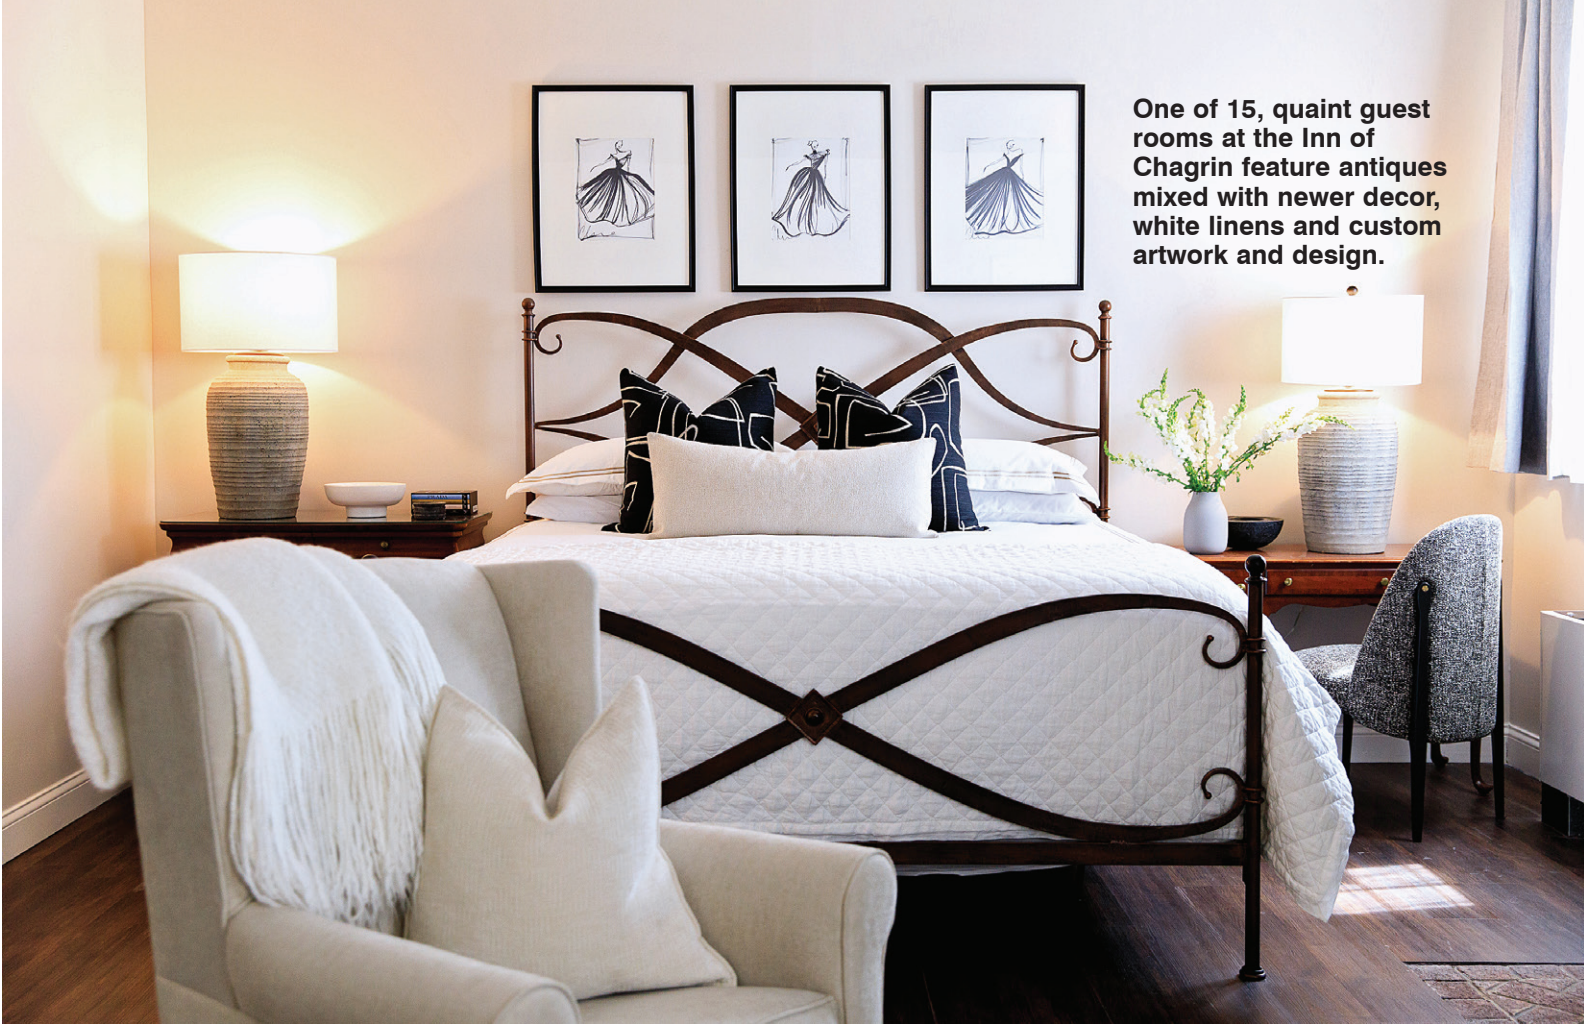 One of 15, quaint guest
rooms at the Inn of
Chagrin feature antiques
mixed with newer decor,
white linens and custom
artwork and design.